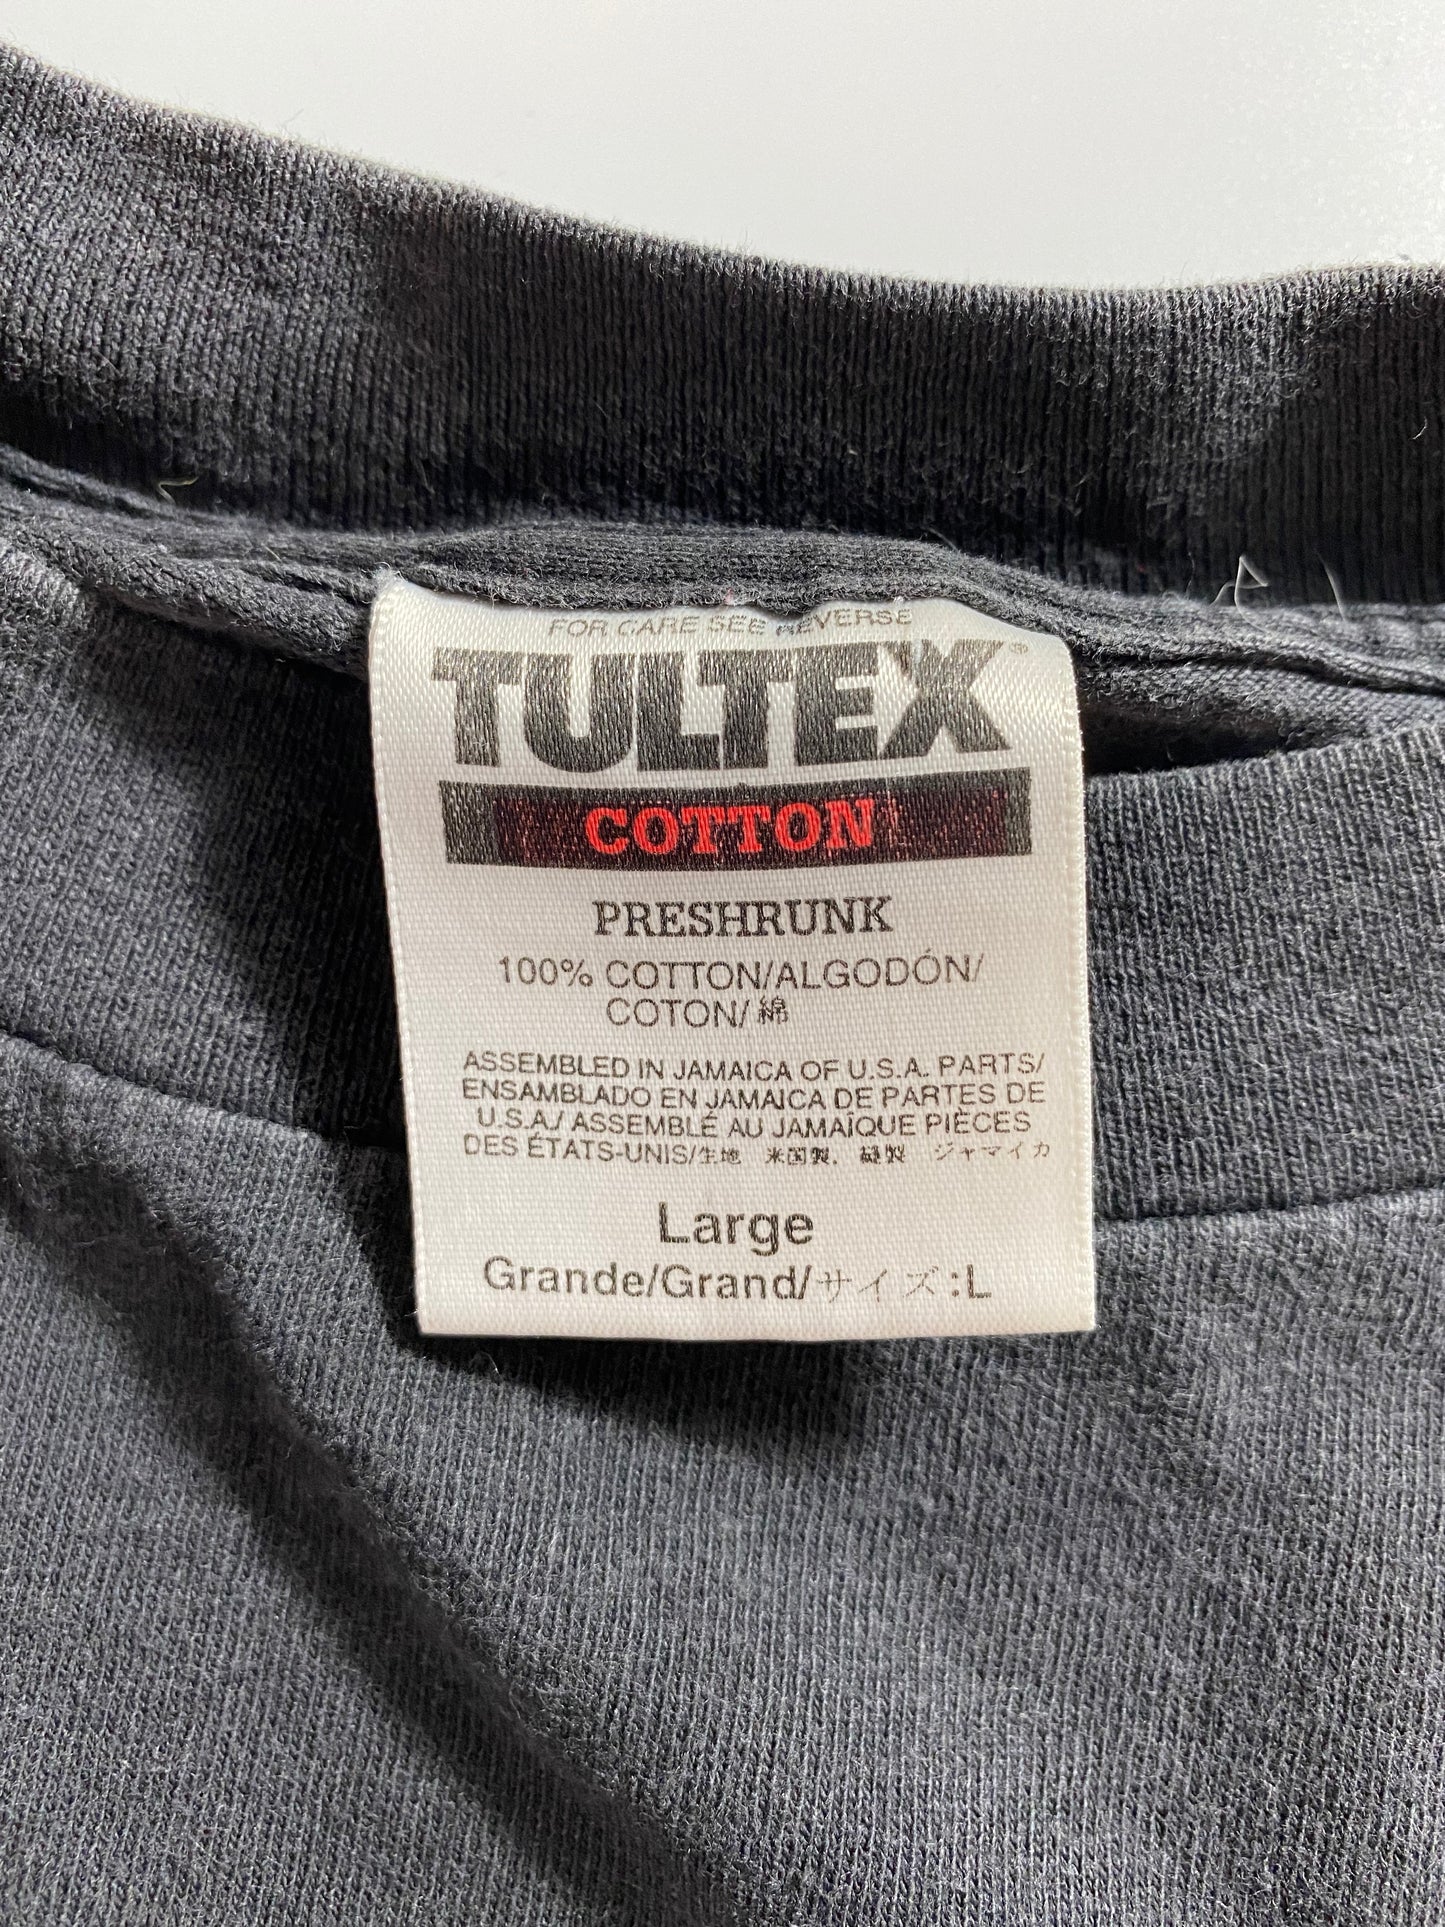 FOR CARE SEE REVERSE
TULTEX®
COTTON
PRESHRUNK
100% COTTON/ALGODÓN/
COTON/綿
ASSEMBLED IN JAMAICA OF U.S.A. PARTS/
ENSAMBLADO EN JAMAICA DE PARTES DE
U.S.A./ ASSEMBLÉ AU JAMAÏQUE PIÈCES
DES ÉTATS-UNIS/生地 米国製. 縫製 ジャマイカ
Large
Grande/Grand/サイズ:L